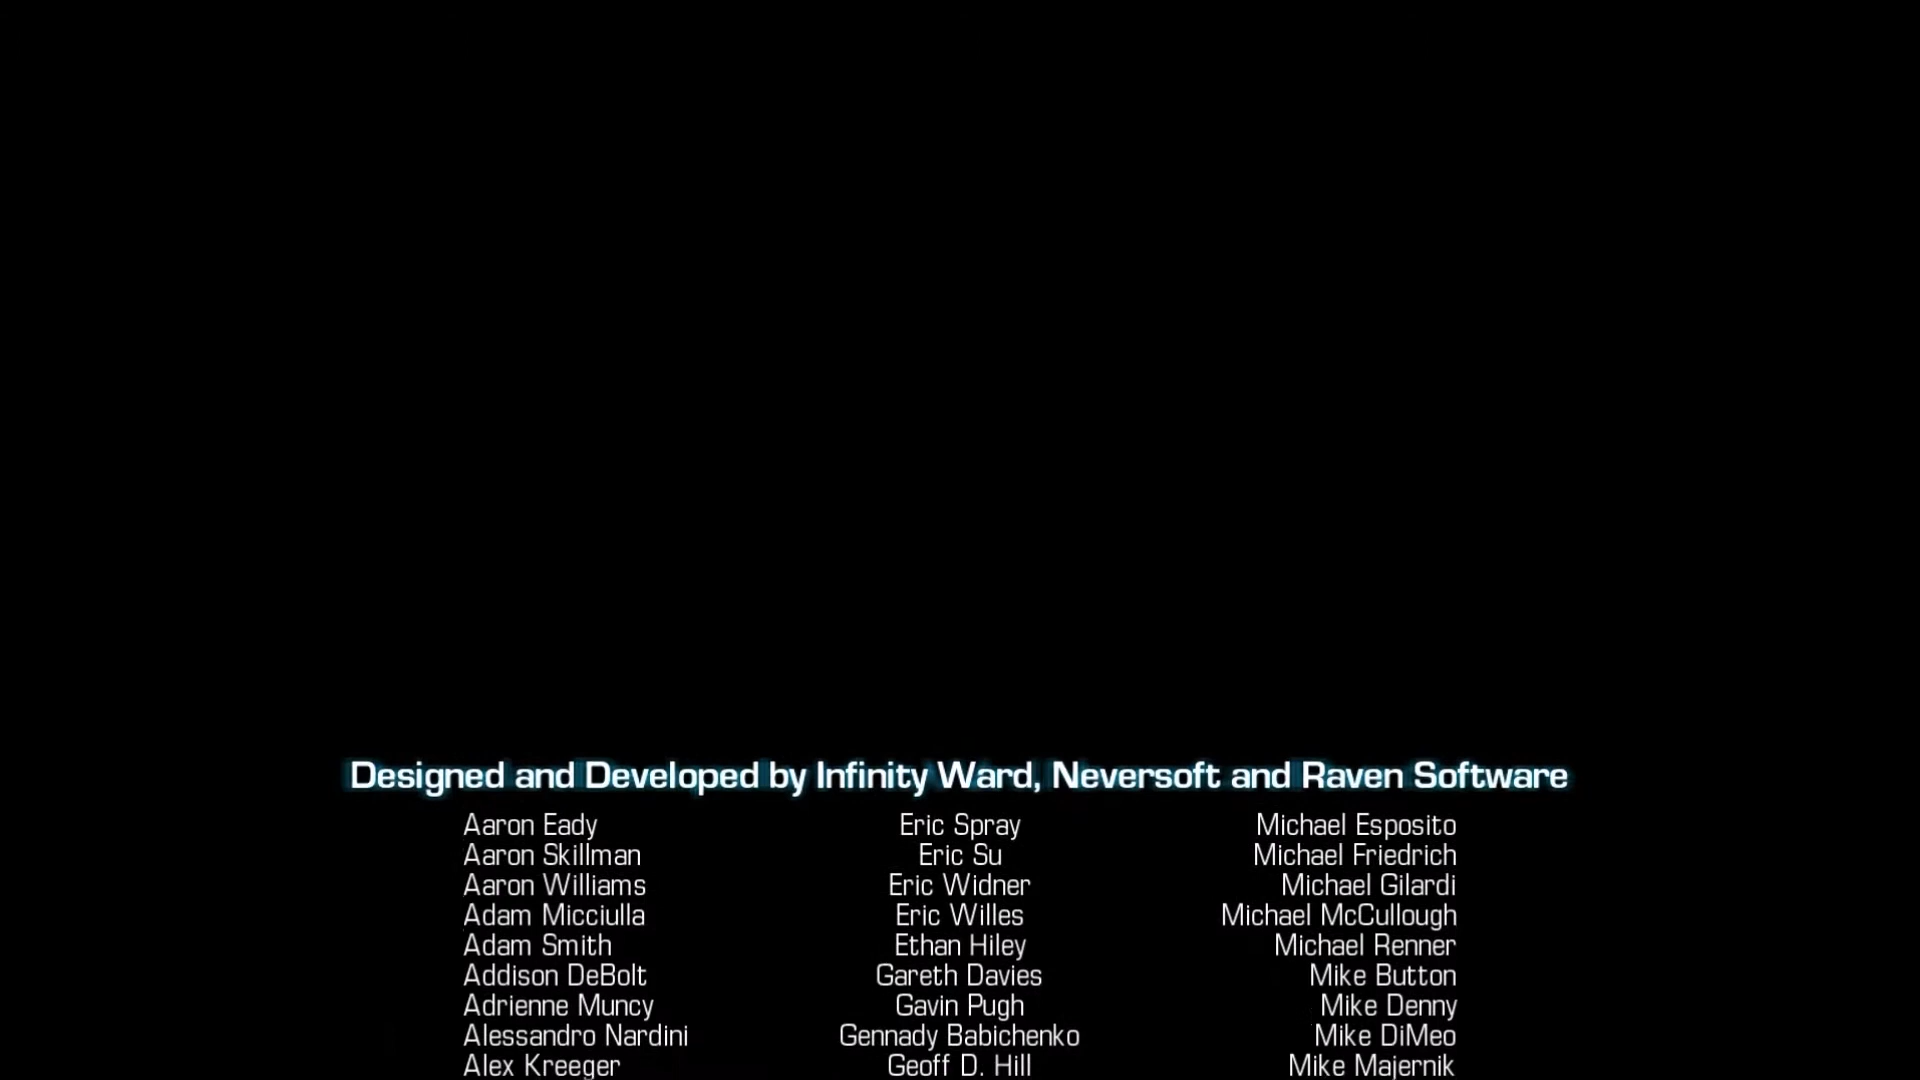 Designed and Developed by Infinity Ward, Neversoft and Raven Software
Aaron Eady Eric Spray Michael Esposito
Aaron Skillman Eric Su Michael Friedrich
Aaron Williams Eric Widner Michael Gilardi
Adam Micciulla Eric Willes Michael McCullough
Adam Smith Ethan Hiley Michael Renner
Addison DeBolt Gareth Davies Mike Button
Adrienne Muncy Gavin Pugh Mike Denny
Alessandro Nardini Gennady Babichenko Mike DiMeo
Alex Kreeger Geoff D. Hill Mike Majernik